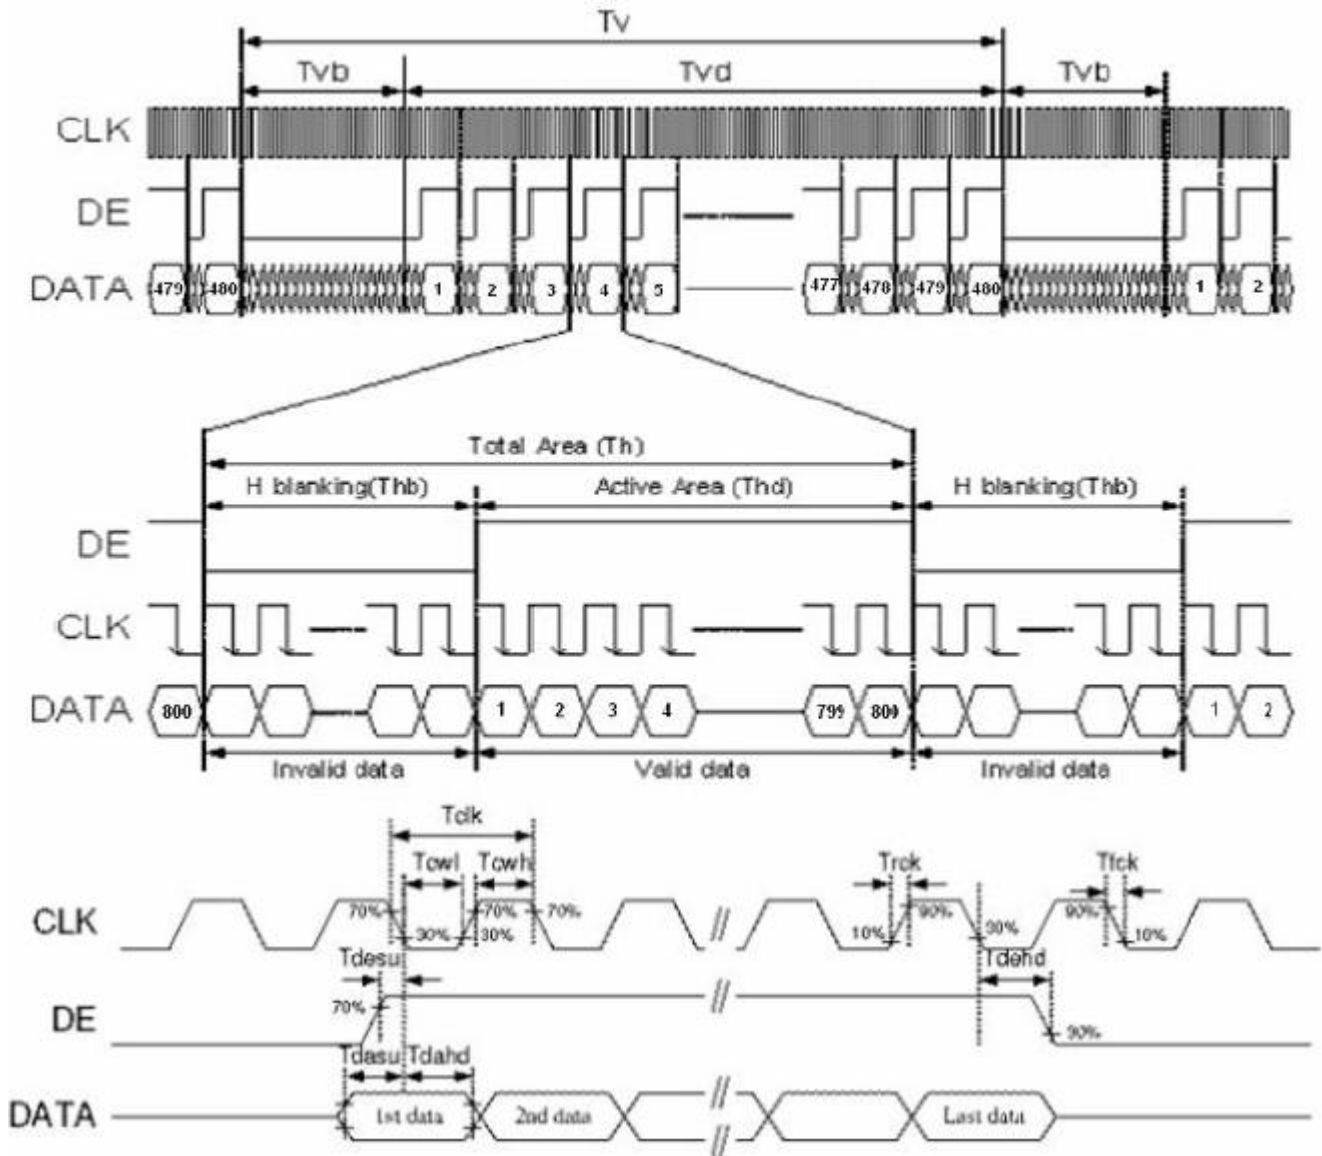 Tv
Tvb Tvd Tvb
CLK
DE
DATA 479 480 1 2 3 4 5 477 478 479 480 1 2
Total Area (Th)
H blanking(Thb) Active Area (Thd) H blanking(Thb)
DE
CLK
DATA 800 1 2 3 4 799 800 1 2
Invalid data Valid data Invalid data
Tclk
Tcwl Tcwh Trck Tfck
CLK 70% 70% 70% 90% 90%
30% 30% 10% 30% 10%
Tdesu Tdehd
70%
DE 30%
Tdasu Tdahd
DATA 1st data 2nd data Last data